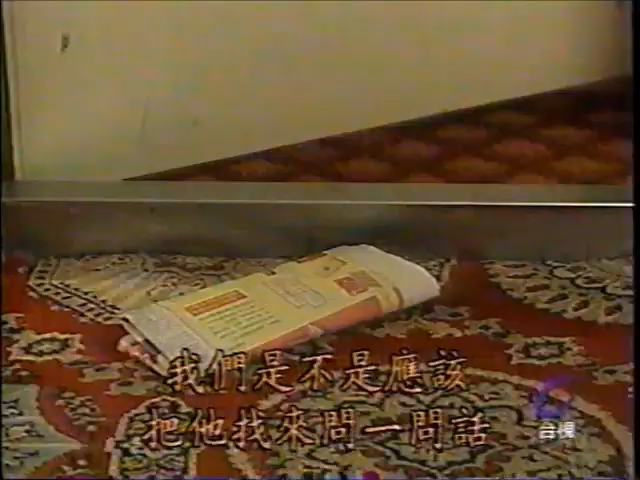 我們是不是應該
把他找來問一問話
台視